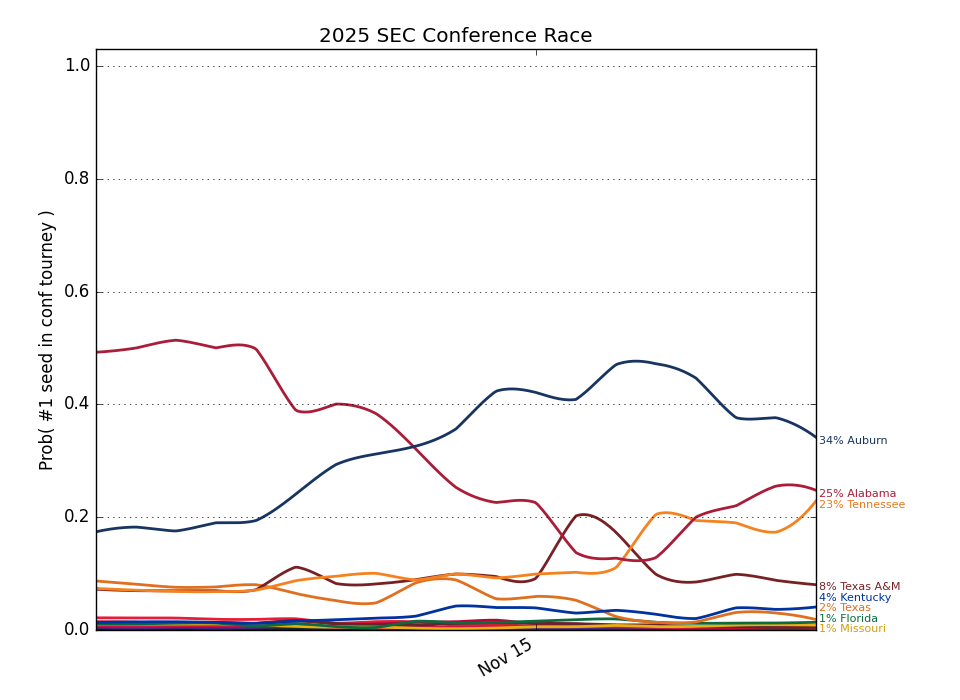 2025 SEC Conference Race
Prob( #1 seed in conf tourney )
1.0
0.8
0.6
0.4
0.2
0.0
Nov 15
34% Auburn
25% Alabama
23% Tennessee
8% Texas A&M
4% Kentucky
2% Texas
1% Florida
1% Missouri